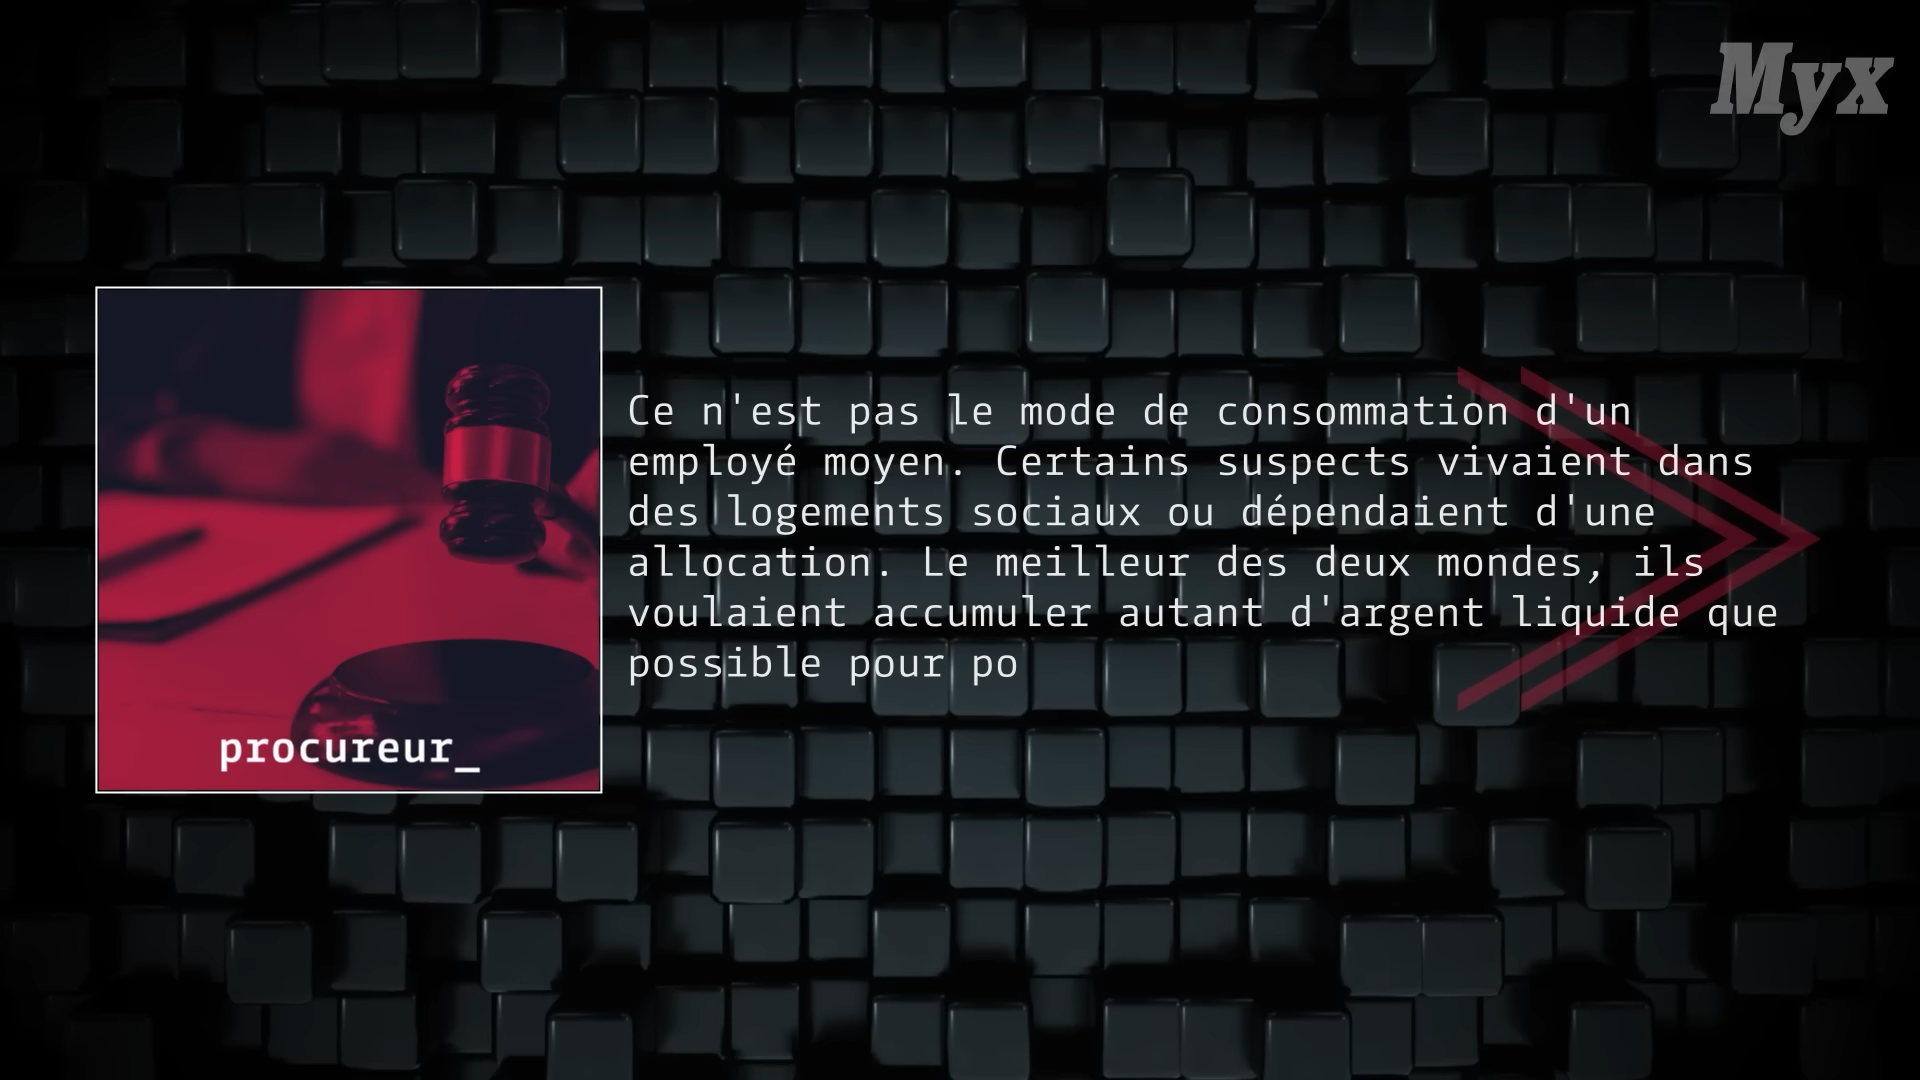 Myx
Ce n'est pas le mode de consommation d'un
employé moyen. Certains suspects vivaient dans
des logements sociaux ou dépendaient d'une
allocation. Le meilleur des deux mondes, ils
voulaient accumuler autant d'argent liquide que
possible pour po
procureur_